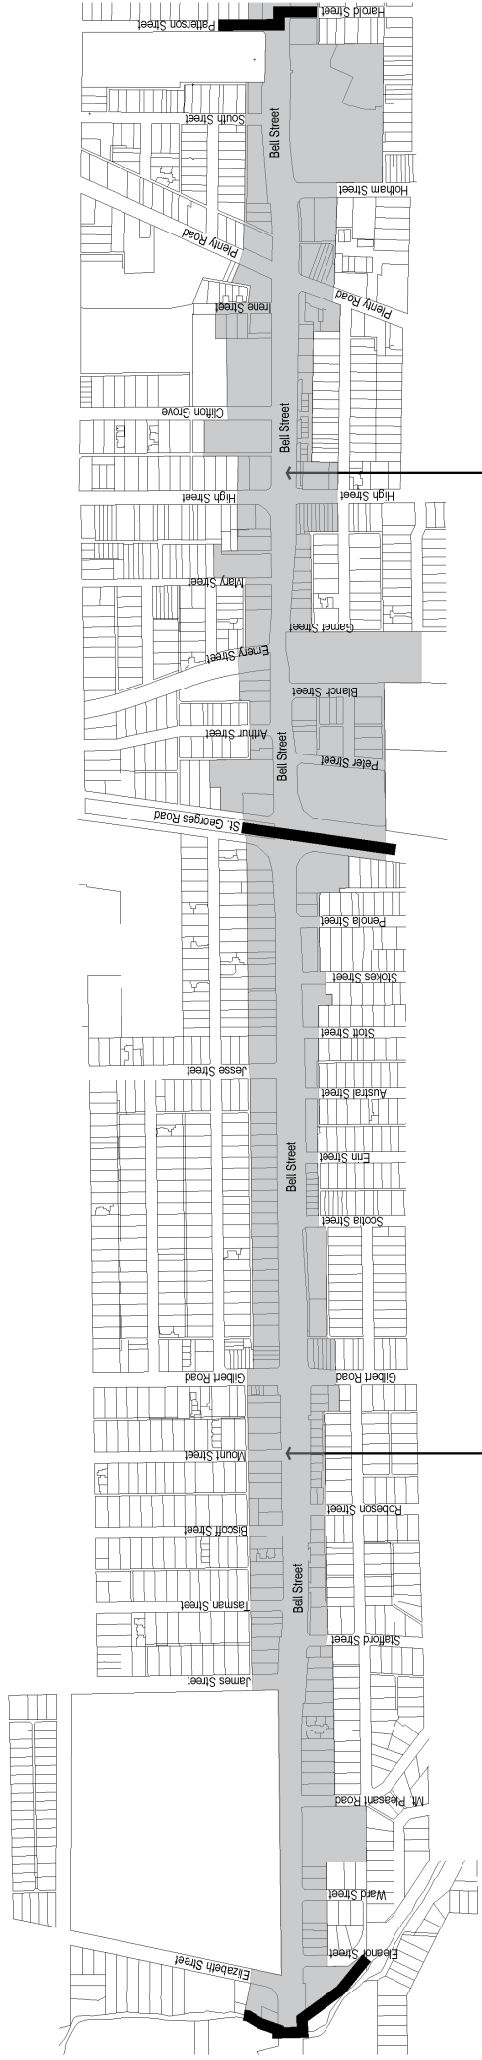 Harold Street
Patterson Street
South Street
Bell Street
Hotham Street
Plenty Road
Plenty Road
Irene Street
Clifton Grove
Bell Street
High Street
High Street
Mary Street
Garnet Street
Emery Street
Blanch Street
Arthur Street
Bell Street
Peter Street
St. Georges Road
Penola Street
Stokes Street
Stott Street
Jesse Street
Austral Street
Erin Street
Bell Street
Scotia Street
Gilbert Road
Gilbert Road
Mount Street
Robeson Street
Biscoff Street
Bell Street
Tasman Street
Stafford Street
James Street
Mt. Pleasant Road
Ward Street
Eleanor Street
Elizabeth Street